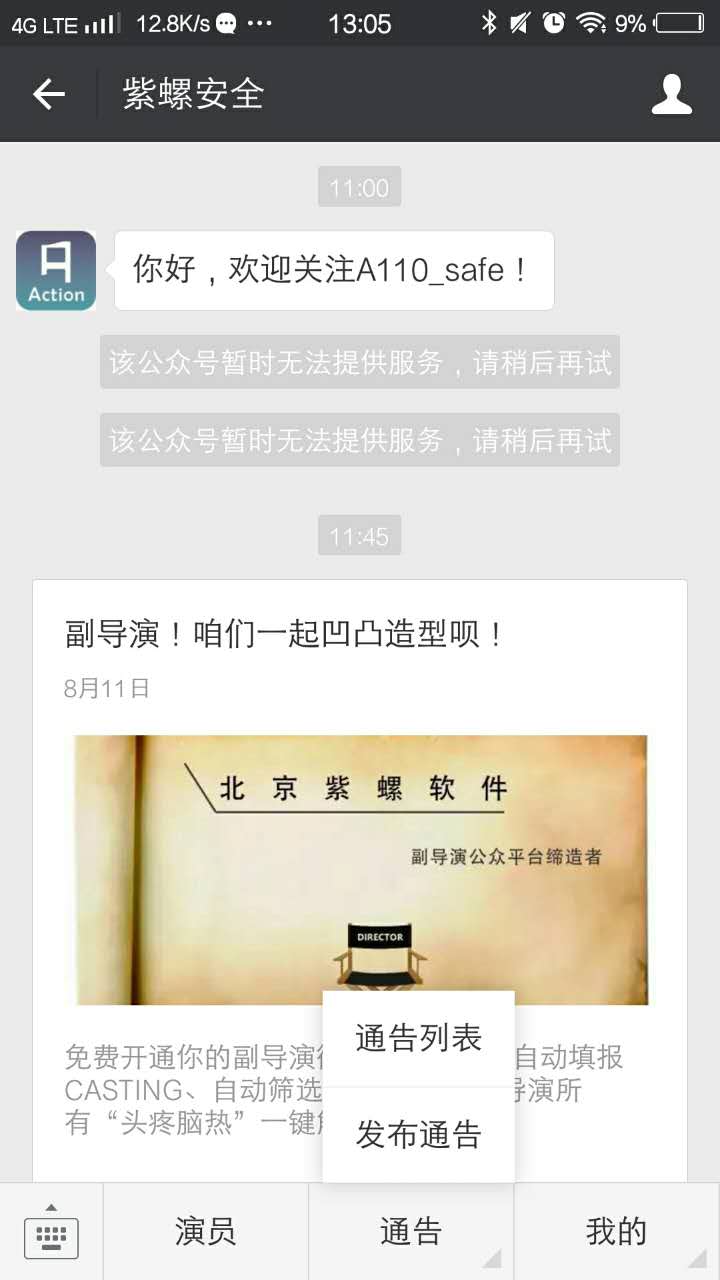 4G LTE 12.8K/s 13:05 9%
紫螺安全
11:00
Action
你好，欢迎关注A110_safe！
该公众号暂时无法提供服务，请稍后再试
该公众号暂时无法提供服务，请稍后再试
11:45
副导演！咱们一起凹凸造型呗！
8月11日
北京紫螺软件
副导演公众平台缔造者
DIRECTOR
免费开通你的副导演 自动填报
CASTING、自动筛选 导演所
有“头疼脑热”一键
通告列表
发布通告
演员
通告
我的